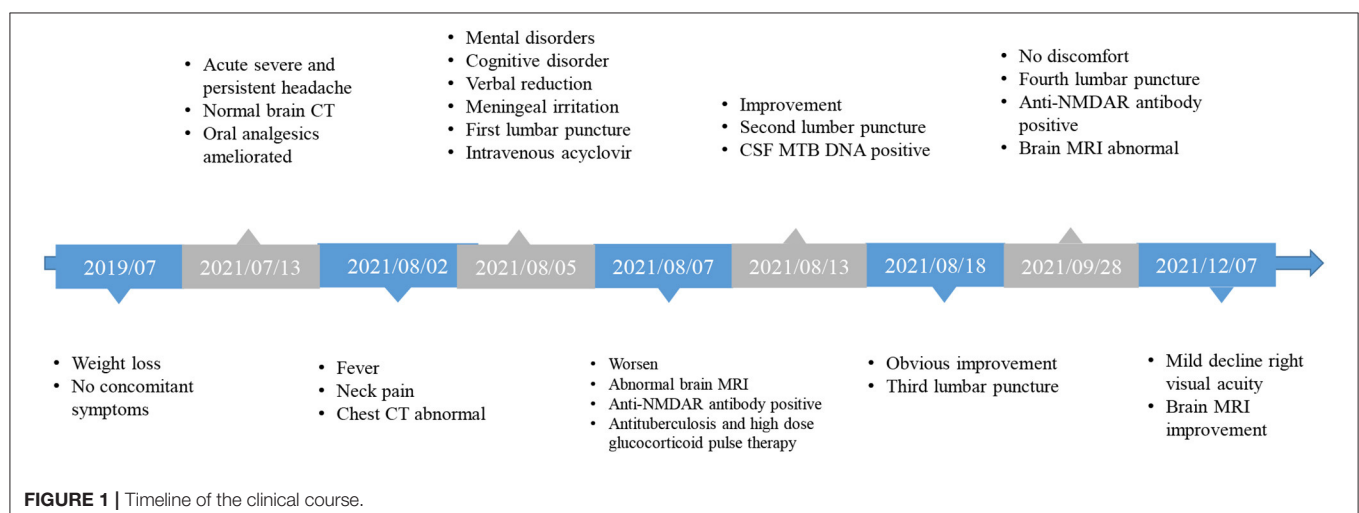 • Acute severe and
persistent headache
• Normal brain CT
• Oral analgesics
ameliorated
• Mental disorders
• Cognitive disorder
• Verbal reduction
• Meningeal irritation
• First lumbar puncture
• Intravenous acyclovir
• Improvement
• Second lumber puncture
• CSF MTB DNA positive
• No discomfort
• Fourth lumbar puncture
• Anti-NMDAR antibody
positive
• Brain MRI abnormal
2019/07
2021/07/13
2021/08/02
2021/08/05
2021/08/07
2021/08/13
2021/08/18
2021/09/28
2021/12/07
• Weight loss
• No concomitant
symptoms
• Fever
• Neck pain
• Chest CT abnormal
• Worsen
• Abnormal brain MRI
• Anti-NMDAR antibody positive
• Antituberculosis and high dose
glucocorticoid pulse therapy
• Obvious improvement
• Third lumbar puncture
• Mild decline right
visual acuity
• Brain MRI
improvement
FIGURE 1 | Timeline of the clinical course.